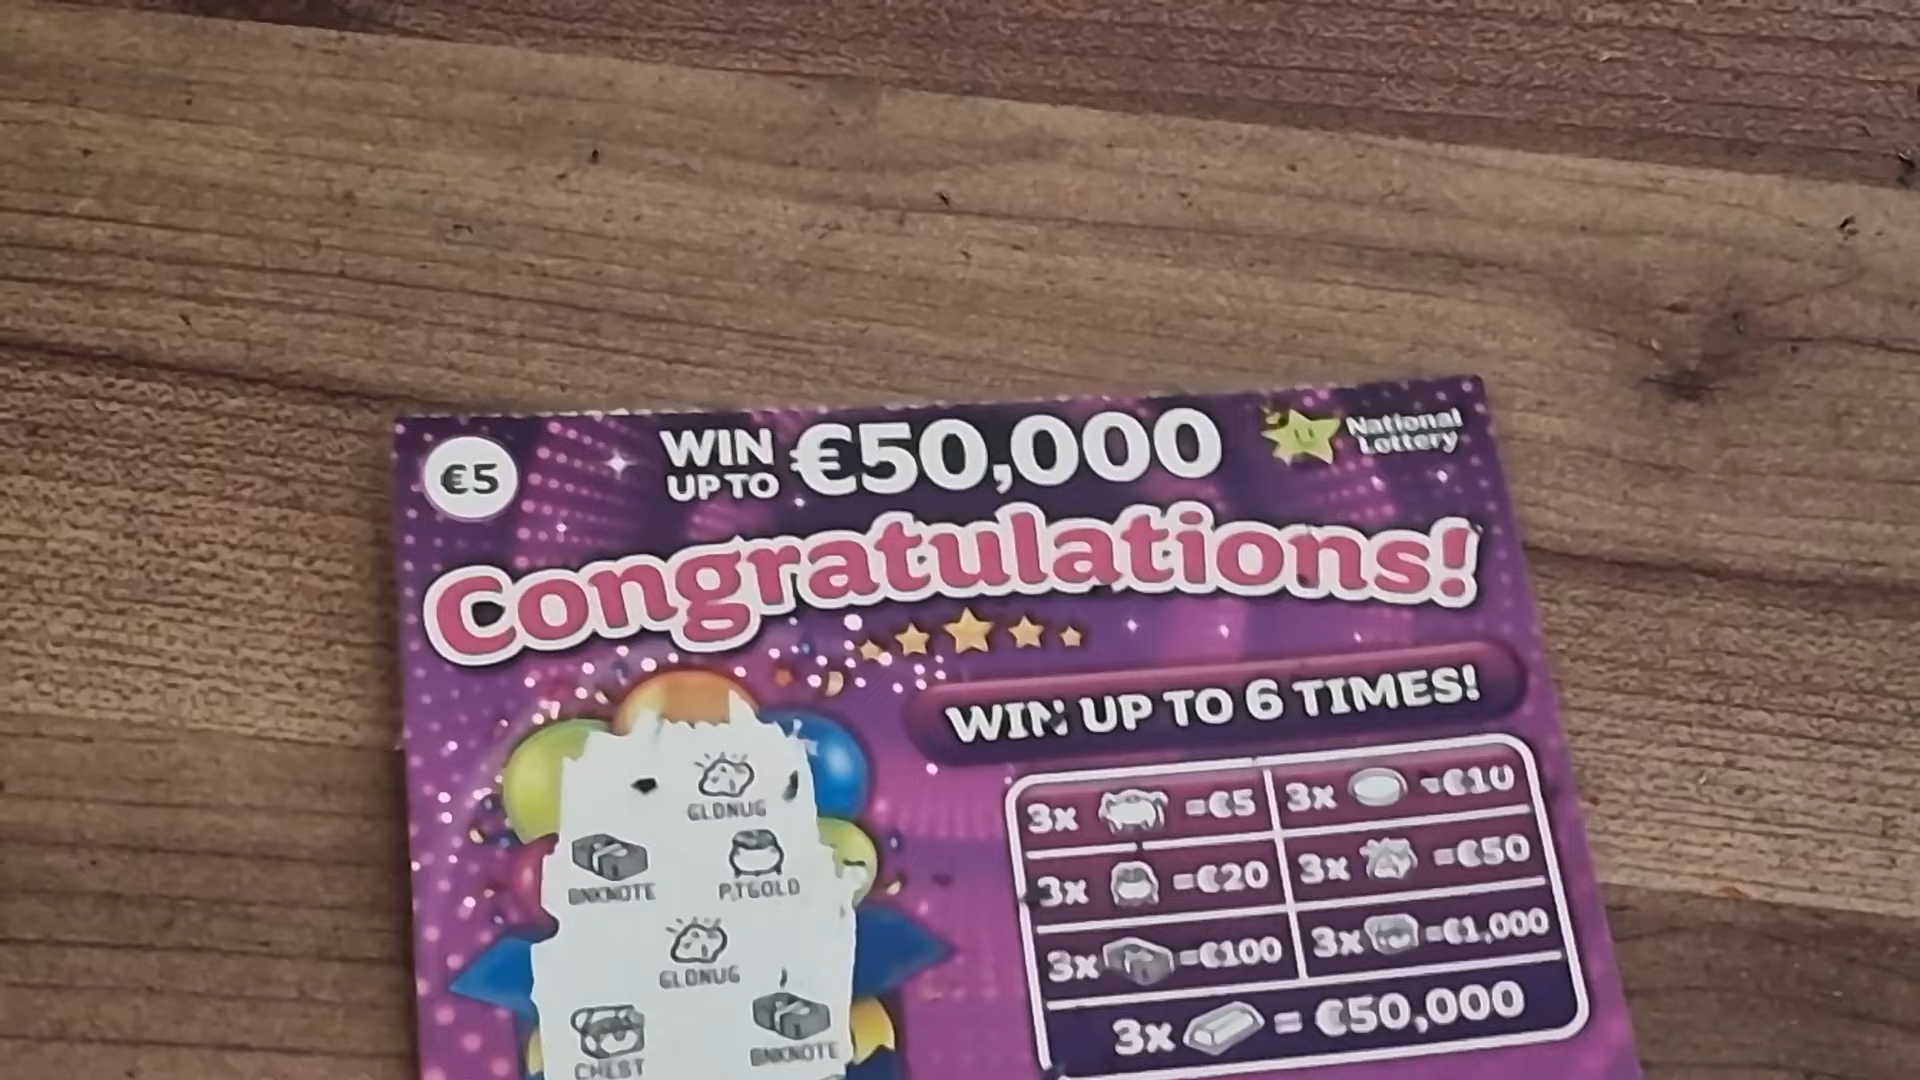 €5
WIN UP TO €50,000
National Lottery
Congratulations!
WIN UP TO 6 TIMES!
GLDNUG
BNKNOTE P.TGOLD
GLDNUG
CHEST BNKNOTE
3x =€5 3x =€10
3x =€20 3x =€50
3x =€100 3x =€1,000
3x = €50,000